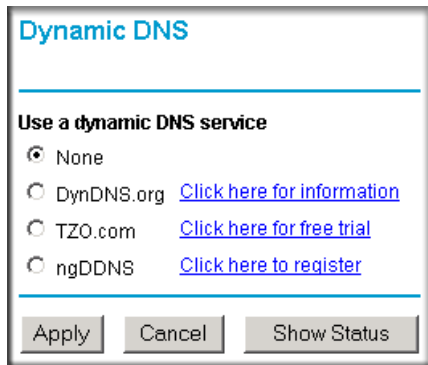 Dynamic DNS
Use a dynamic DNS service
None
DynDNS.org Click here for information
TZO.com Click here for free trial
ngDDNS Click here to register
Apply Cancel Show Status